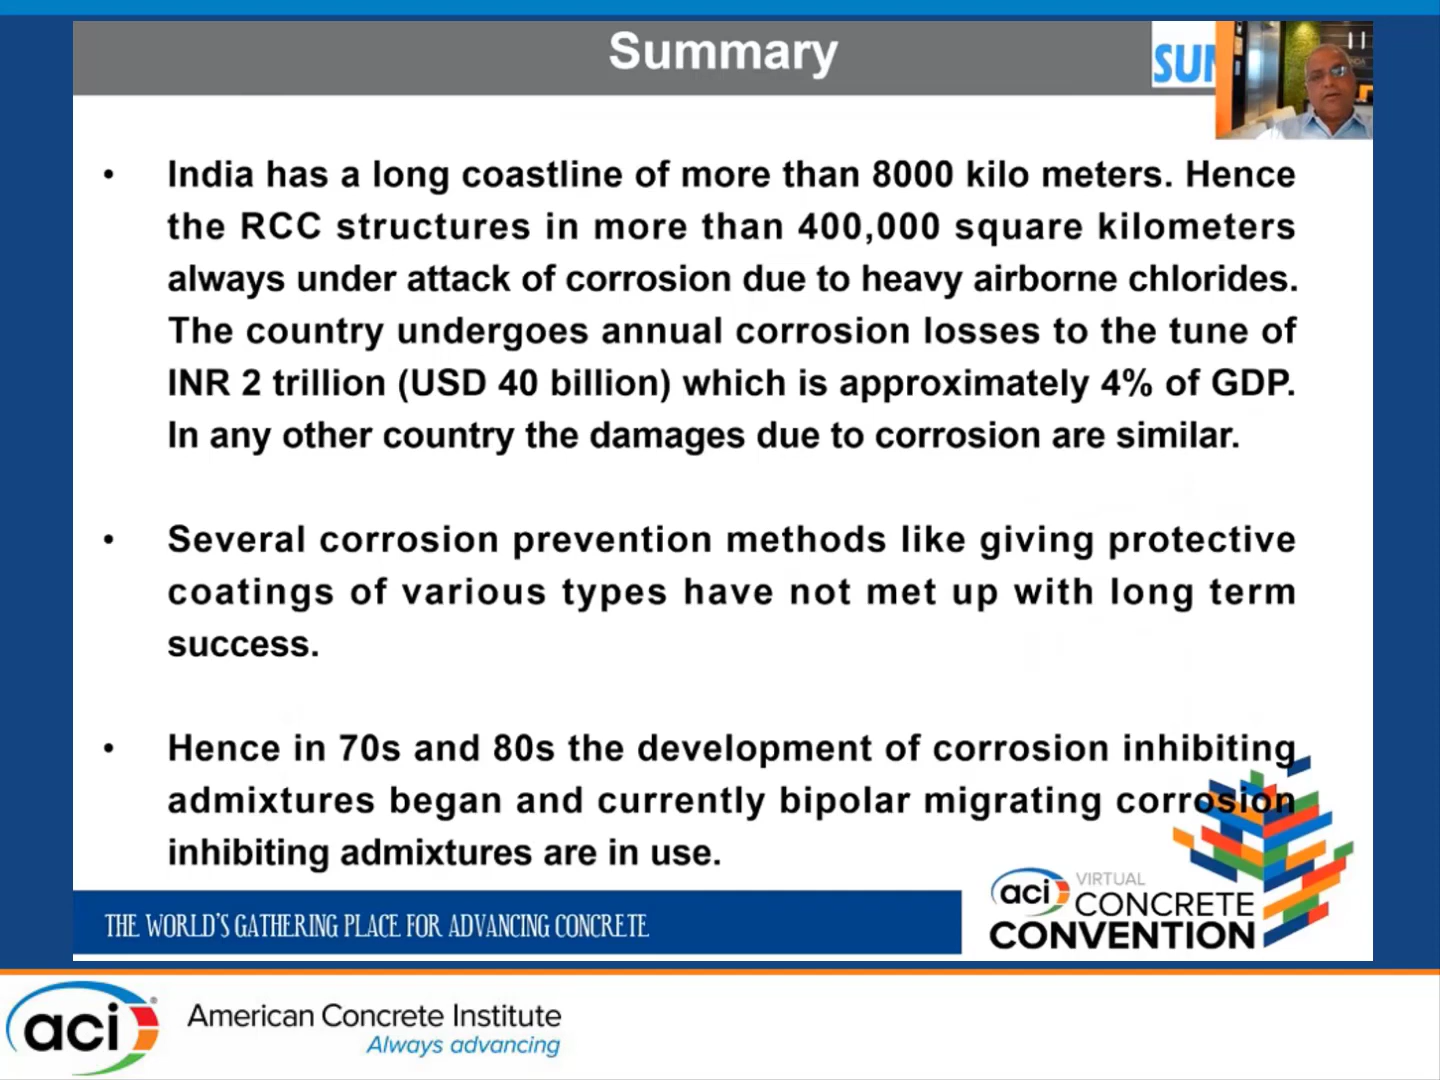 Summary
SUN
• India has a long coastline of more than 8000 kilo meters. Hence
the RCC structures in more than 400,000 square kilometers
always under attack of corrosion due to heavy airborne chlorides.
The country undergoes annual corrosion losses to the tune of
INR 2 trillion (USD 40 billion) which is approximately 4% of GDP.
In any other country the damages due to corrosion are similar.
• Several corrosion prevention methods like giving protective
coatings of various types have not met up with long term
success.
• Hence in 70s and 80s the development of corrosion inhibiting
admixtures began and currently bipolar migrating corrosion
inhibiting admixtures are in use.
THE WORLD'S GATHERING PLACE FOR ADVANCING CONCRETE
aci VIRTUAL
CONCRETE
CONVENTION
aci®
American Concrete Institute
Always advancing